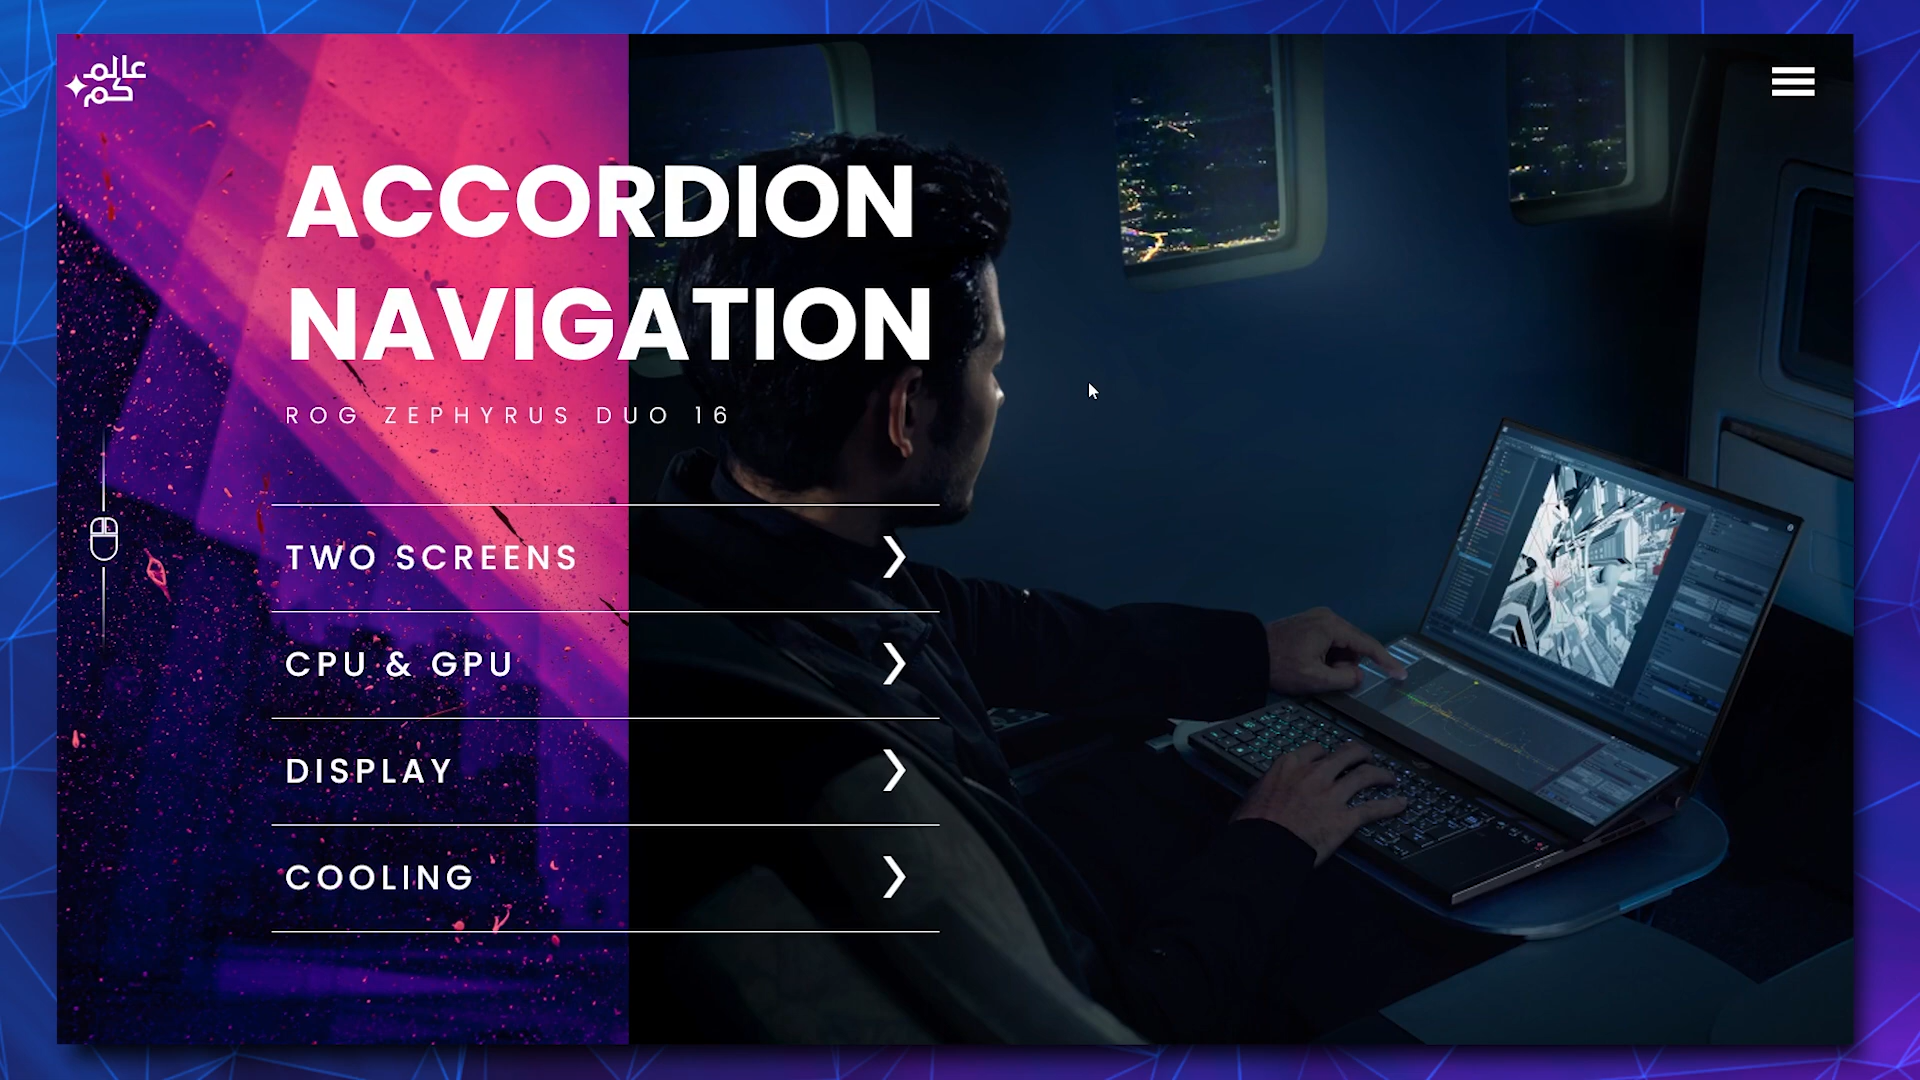 عالم
كم
ACCORDION
NAVIGATION
ROG ZEPHYRUS DUO 16
TWO SCREENS
CPU & GPU
DISPLAY
COOLING